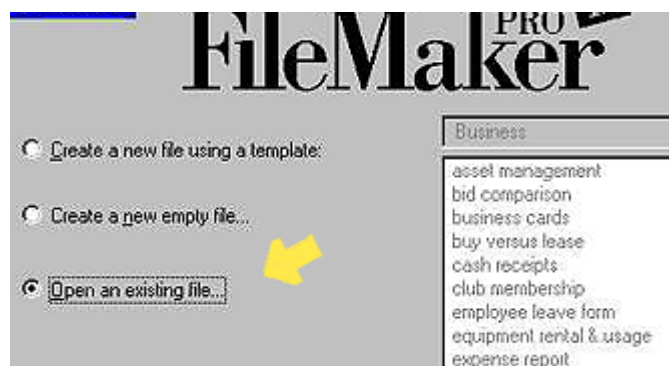 PRO
FileMaker
Create a new file using a template:
Create a new empty file...
Open an existing file...
Business
asset management
bid comparison
business cards
buy versus lease
cash receipts
club membership
employee leave form
equipment rental & usage
expense report